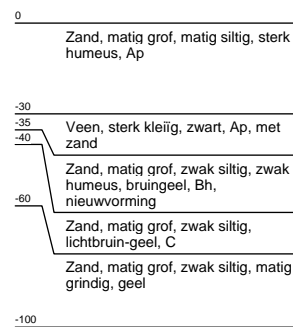 0
Zand, matig grof, matig siltig, sterk
humeus, Ap
-30
-35
Veen, sterk kleiïg, zwart, Ap, met
zand
-40
Zand, matig grof, zwak siltig, zwak
humeus, bruingeel, Bh,
nieuwvorming
-60
Zand, matig grof, zwak siltig,
lichtbruin-geel, C
Zand, matig grof, zwak siltig, matig
grindig, geel
-100